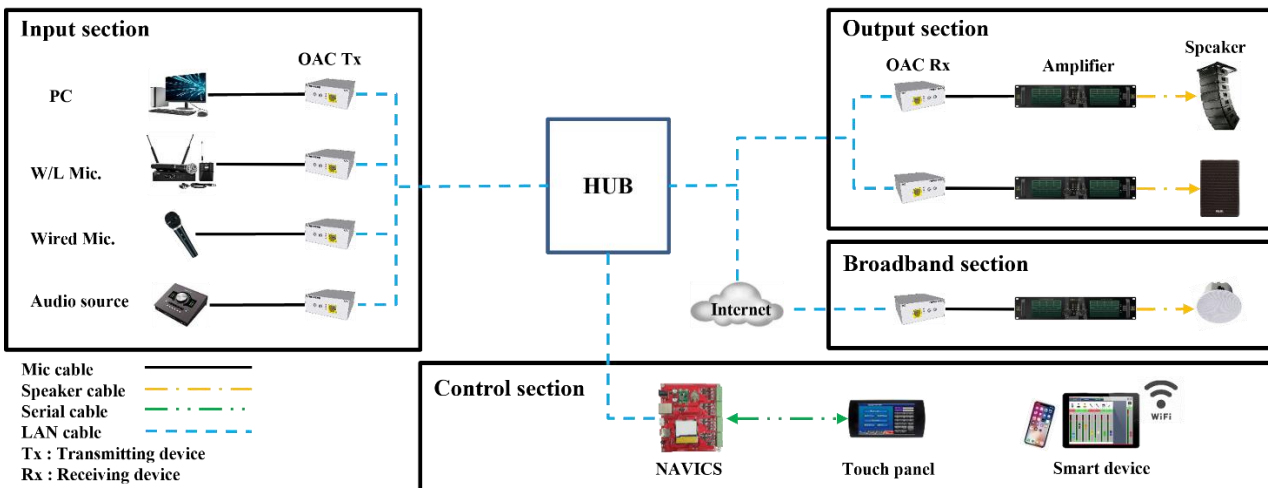 Input section
OAC Tx
PC
W/L Mic.
Wired Mic.
Audio source
HUB
Internet
Output section
OAC Rx
Amplifier
Speaker
Broadband section
Control section
NAVICS
Touch panel
WiFi
Smart device
Mic cable
Speaker cable
Serial cable
LAN cable
Tx : Transmitting device
Rx : Receiving device